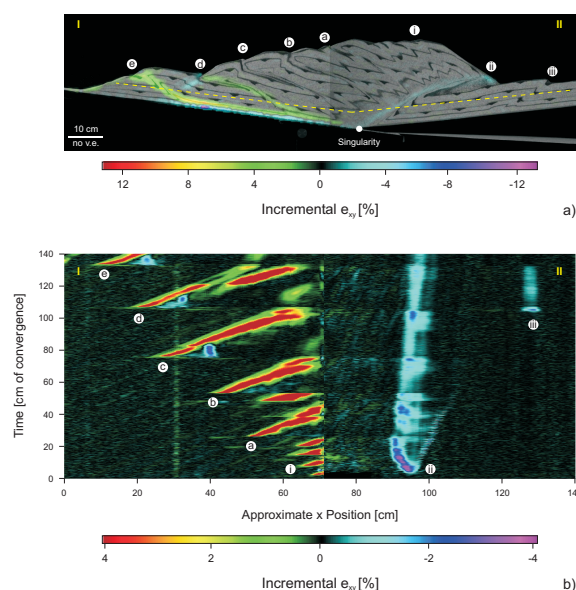 I II
a i
b
c
d ii
e iii
10 cm
no v.e.
Singularity
12 8 4 0 -4 -8 -12
Incremental exy [%]
a)
140 I II
e
120
d iii
100
80
c
60
b
40
a
20
i ii
0
0 20 40 60 80 100 120 140
Time [cm of convergence]
Approximate x Position [cm]
4 2 0 -2 -4
Incremental exy [%]
b)